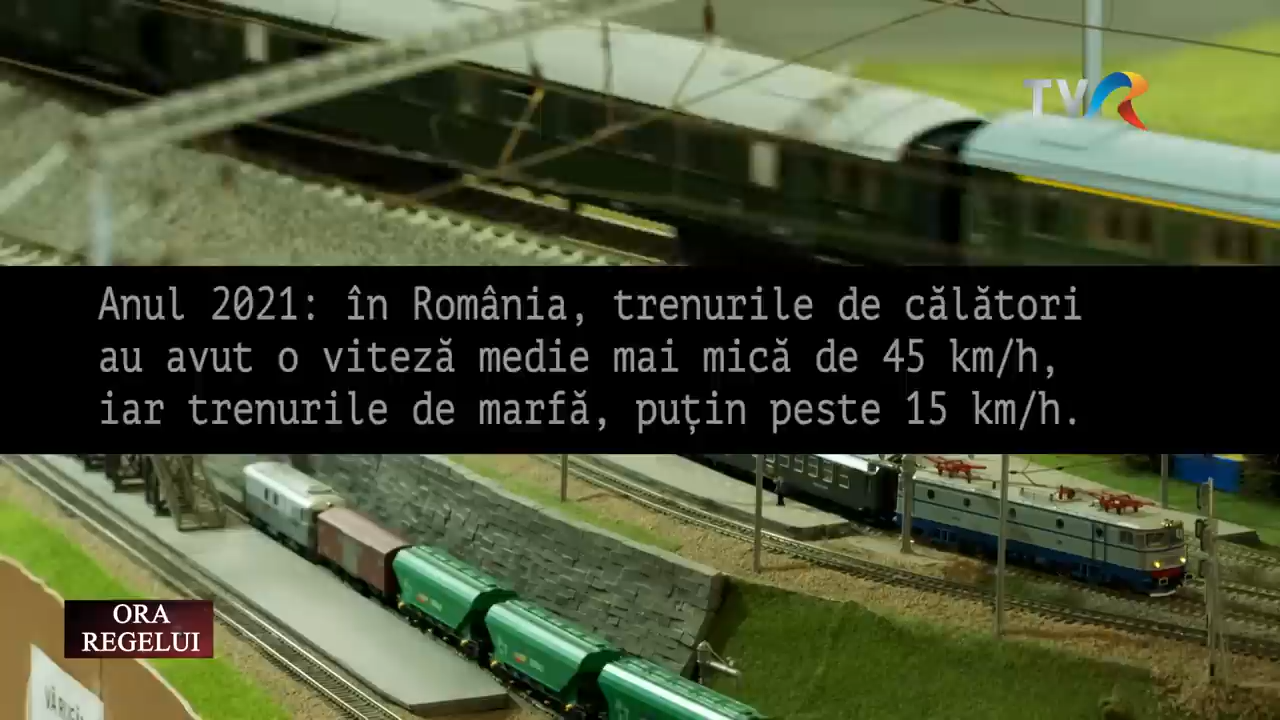 TVR
Anul 2021: în România, trenurile de călători
au avut o viteză medie mai mică de 45 km/h,
iar trenurile de marfă, puțin peste 15 km/h.
ORA
REGELUI